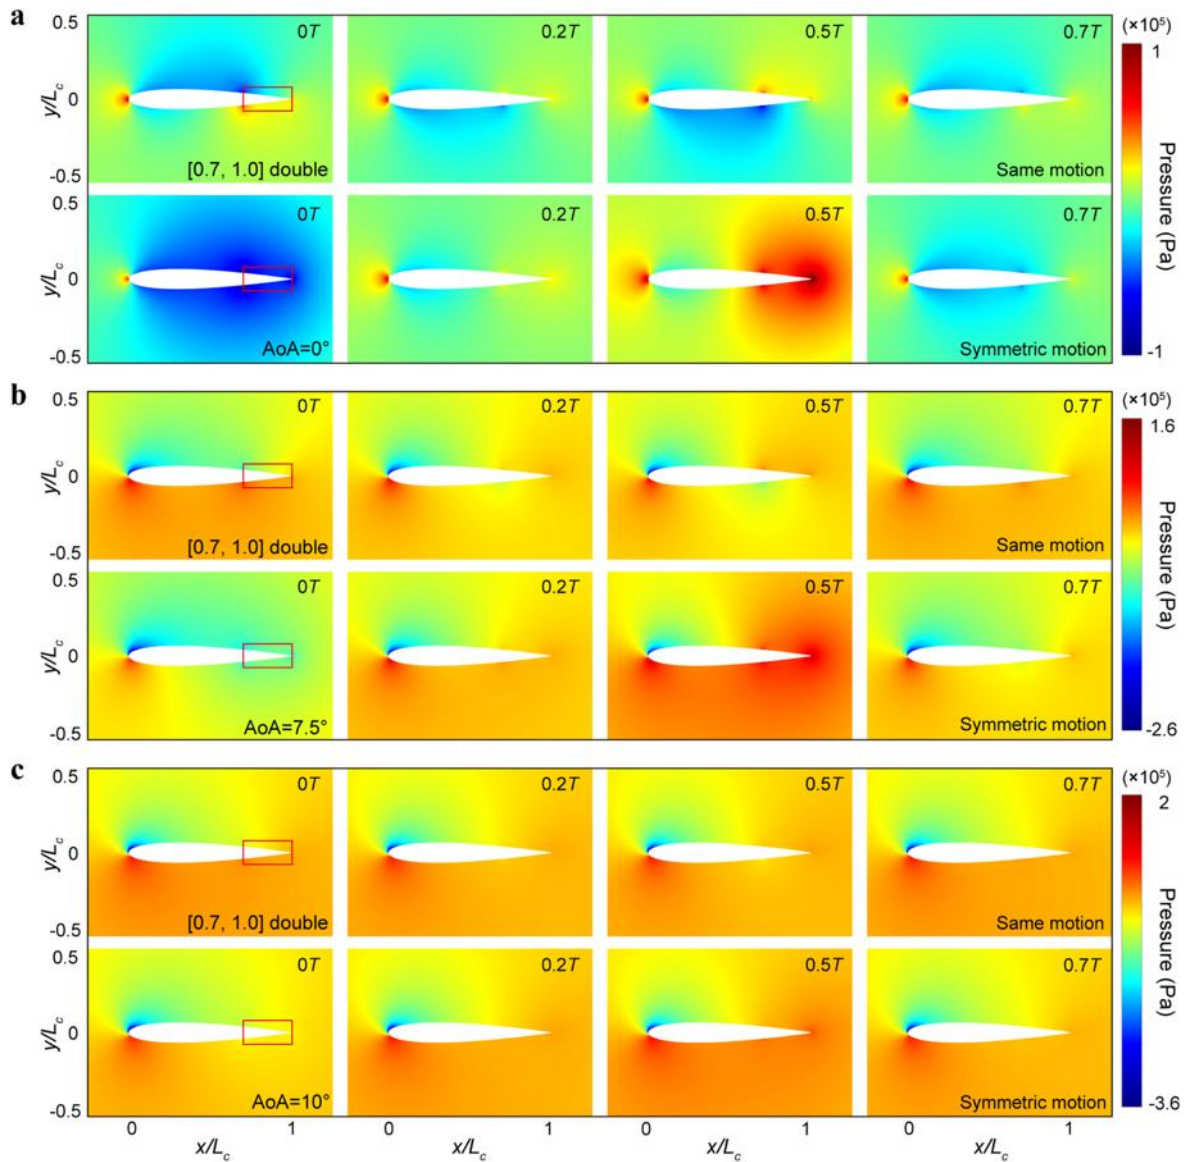 a
0.5
0
-0.5
y/L_c
0T
[0.7, 1.0] double
0.2T
0.5T
0.7T
Same motion
0.5
0
-0.5
y/L_c
0T
AoA=0°
0.2T
0.5T
0.7T
Symmetric motion
(×10⁵)
1
-1
Pressure (Pa)
b
0.5
0
-0.5
y/L_c
0T
[0.7, 1.0] double
0.2T
0.5T
0.7T
Same motion
0.5
0
-0.5
y/L_c
0T
AoA=7.5°
0.2T
0.5T
0.7T
Symmetric motion
(×10⁵)
1.6
-2.6
Pressure (Pa)
c
0.5
0
-0.5
y/L_c
0T
[0.7, 1.0] double
0.2T
0.5T
0.7T
Same motion
0.5
0
-0.5
y/L_c
0T
AoA=10°
0.2T
0.5T
0.7T
Symmetric motion
(×10⁵)
2
-3.6
Pressure (Pa)
0 1
x/L_c
0 1
x/L_c
0 1
x/L_c
0 1
x/L_c